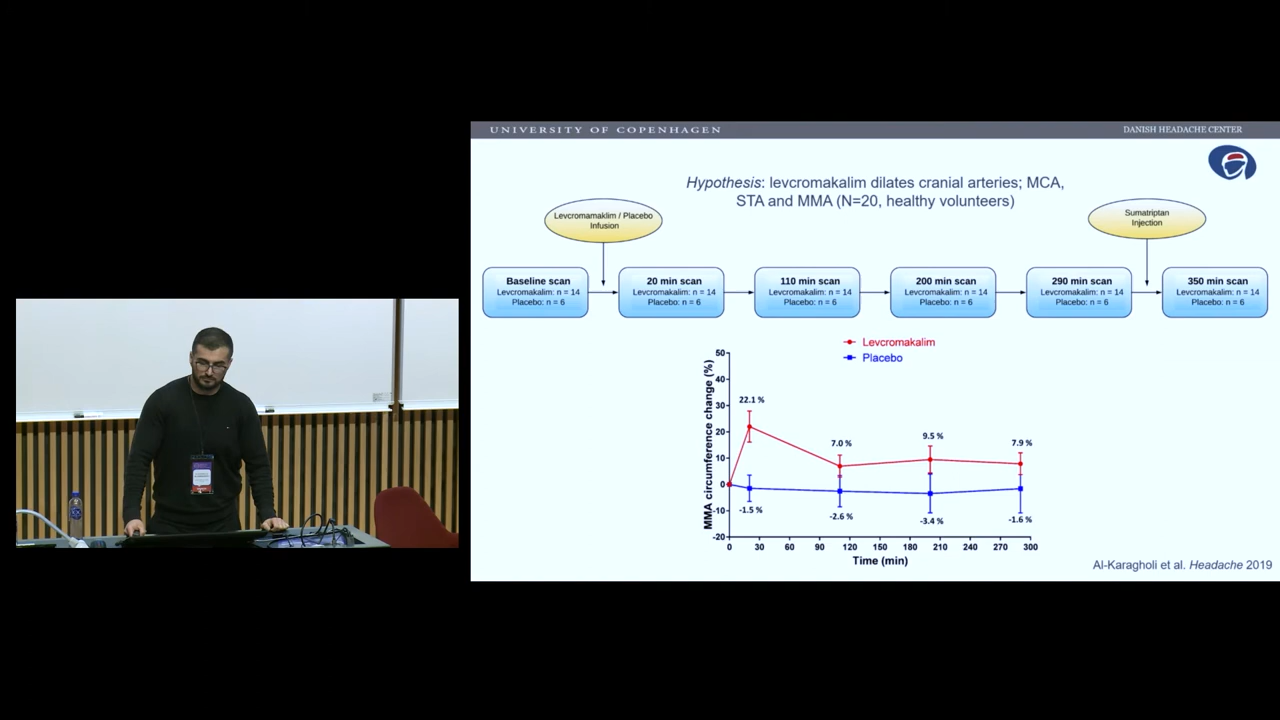 UNIVERSITY OF COPENHAGEN
DANISH HEADACHE CENTER
Hypothesis: levcromakalim dilates cranial arteries; MCA,
STA and MMA (N=20, healthy volunteers)
Levcromamaklim / Placebo
Infusion
Sumatriptan
Injection
Baseline scan
Levcromakalim: n = 14
Placebo: n = 6
20 min scan
Levcromakalim: n = 14
Placebo: n = 6
110 min scan
Levcromakalim: n = 14
Placebo: n = 6
200 min scan
Levcromakalim: n = 14
Placebo: n = 6
290 min scan
Levcromakalim: n = 14
Placebo: n = 6
350 min scan
Levcromakalim: n = 14
Placebo: n = 6
Levcromakalim
Placebo
MMA circumference change (%)
50
40
30
20
10
0
-10
-20
22.1 %
7.0 %
9.5 %
7.9 %
-1.5 %
-2.6 %
-3.4 %
-1.6 %
0 30 60 90 120 150 180 210 240 270 300
Time (min)
Al-Karagholi et al. Headache 2019